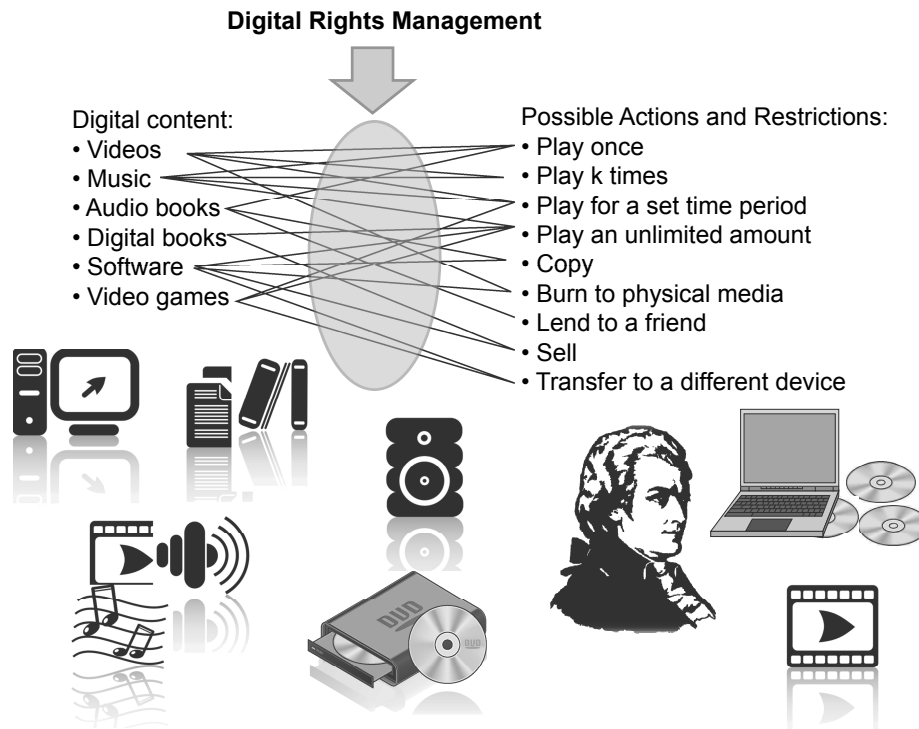 Digital Rights Management
Digital content:
• Videos
• Music
• Audio books
• Digital books
• Software
• Video games
Possible Actions and Restrictions:
• Play once
• Play k times
• Play for a set time period
• Play an unlimited amount
• Copy
• Burn to physical media
• Lend to a friend
• Sell
• Transfer to a different device
DUD
DUD